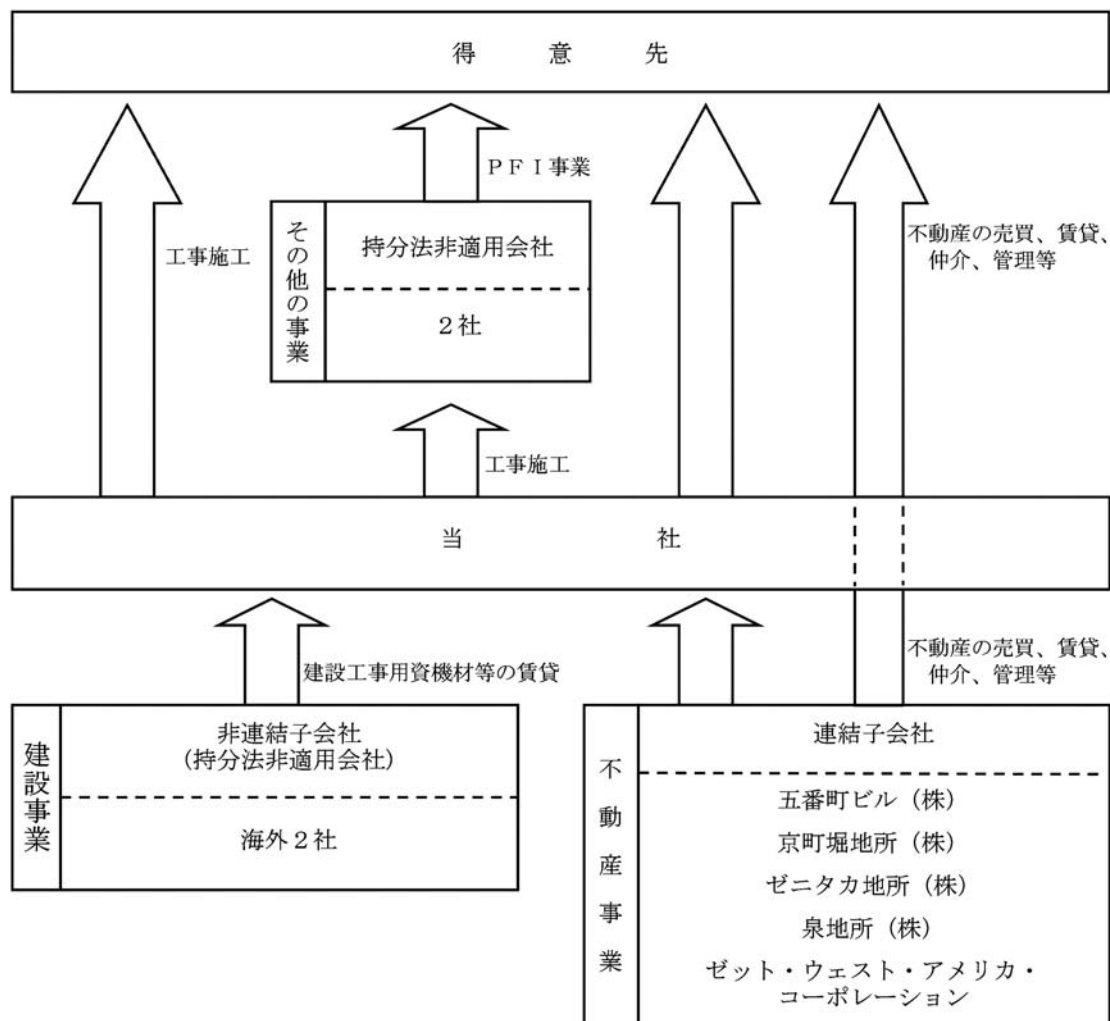 得意先
PFI事業
その他の事業
持分法非適用会社
2社
工事施工
不動産の売買、賃貸、
仲介、管理等
工事施工
当社
建設工事用資機材等の賃貸
不動産の売買、賃貸、
仲介、管理等
建設事業
非連結子会社
(持分法非適用会社)
海外2社
不動産事業
連結子会社
五番町ビル（株）
京町堀地所（株）
ゼニタカ地所（株）
泉地所（株）
ゼット・ウェスト・アメリカ・
コーポレーション